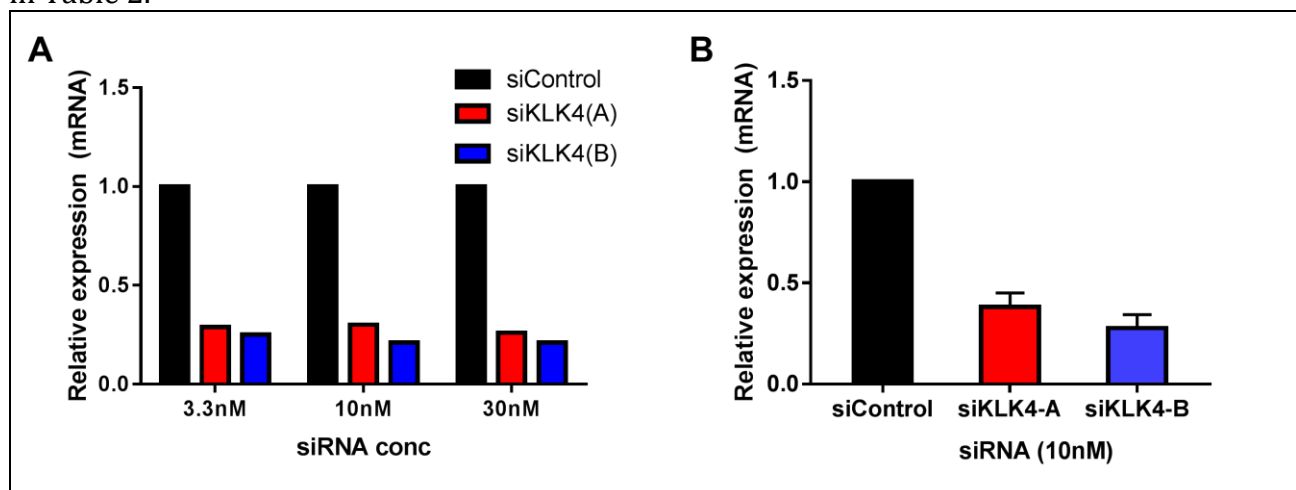 in Table 2.
A
B
Relative expression (mRNA)
1.5
1.0
0.5
0.0
siControl
siKLK4(A)
siKLK4(B)
3.3nM 10nM 30nM
siRNA conc
Relative expression (mRNA)
1.5
1.0
0.5
0.0
siControl siKLK4-A siKLK4-B
siRNA (10nM)